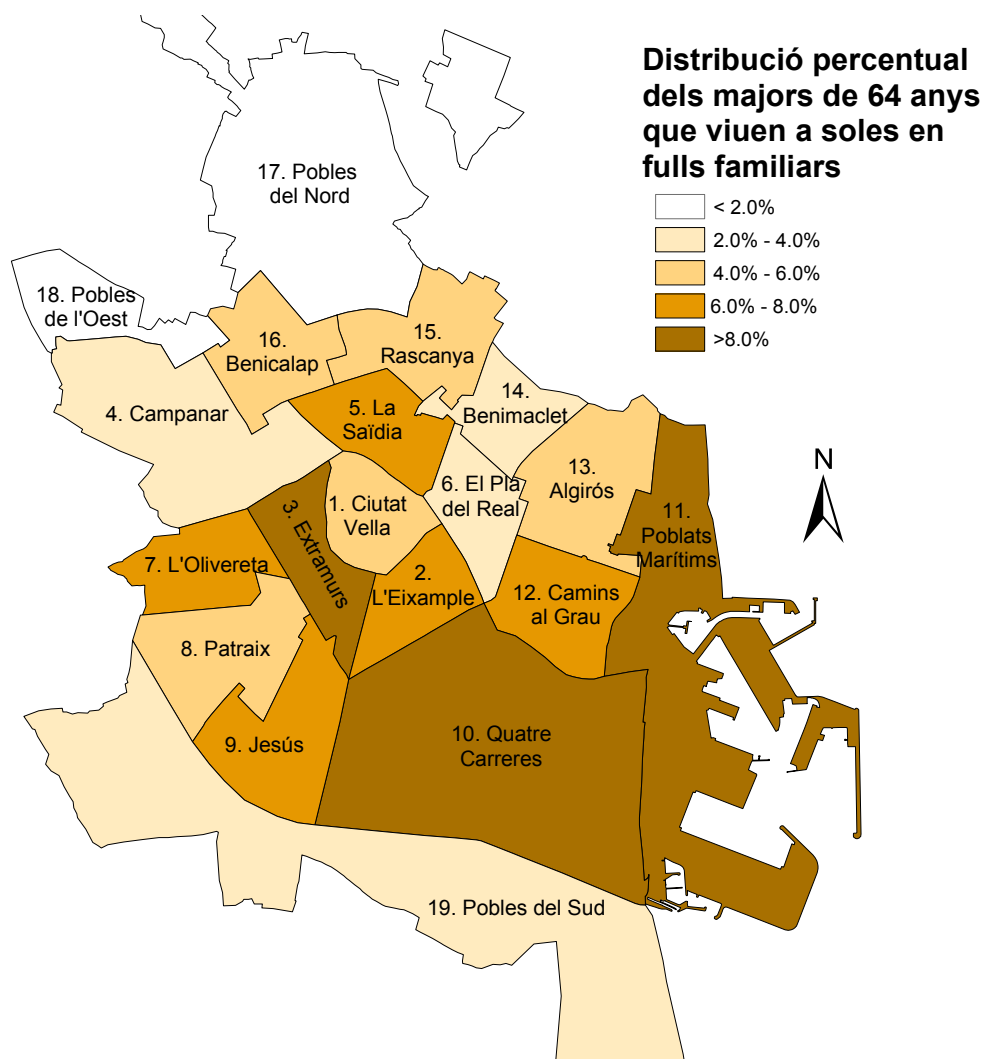 Distribució percentual
dels majors de 64 anys
que viuen a soles en
fulls familiars
< 2.0%
2.0% - 4.0%
4.0% - 6.0%
6.0% - 8.0%
>8.0%
17. Pobles
del Nord
18. Pobles
de l'Oest
16.
Benicalap
15.
Rascanya
4. Campanar
5. La
Saïdia
14.
Benimaclet
6. El Pla
del Real
13.
Algirós
N
3. Extramurs
1. Ciutat
Vella
11.
Poblats
Marítims
7. L'Olivereta
2.
L'Eixample
12. Camins
al Grau
8. Patraix
9. Jesús
10. Quatre
Carreres
19. Pobles del Sud